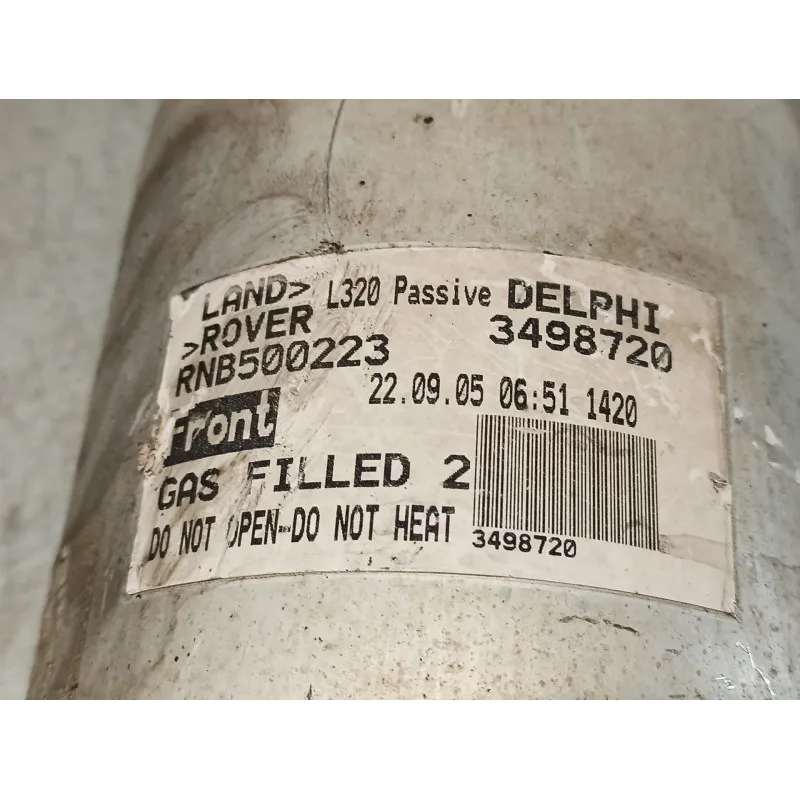 LAND> L320 Passive DELPHI
>ROVER 3498720
RNB500223
22.09.05 06:51 1420
Front
GAS FILLED 2
DO NOT OPEN-DO NOT HEAT
3498720